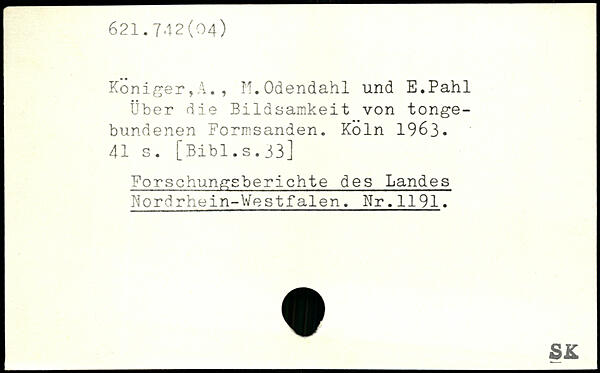 621.742(04)
Königer,A., M.Odendahl und E.Pahl
Über die Bildsamkeit von tonge-
bundenen Formsanden. Köln 1963.
41 s. [Bibl.s.33]
Forschungsberichte des Landes
Nordrhein-Westfalen. Nr.1191.
SK